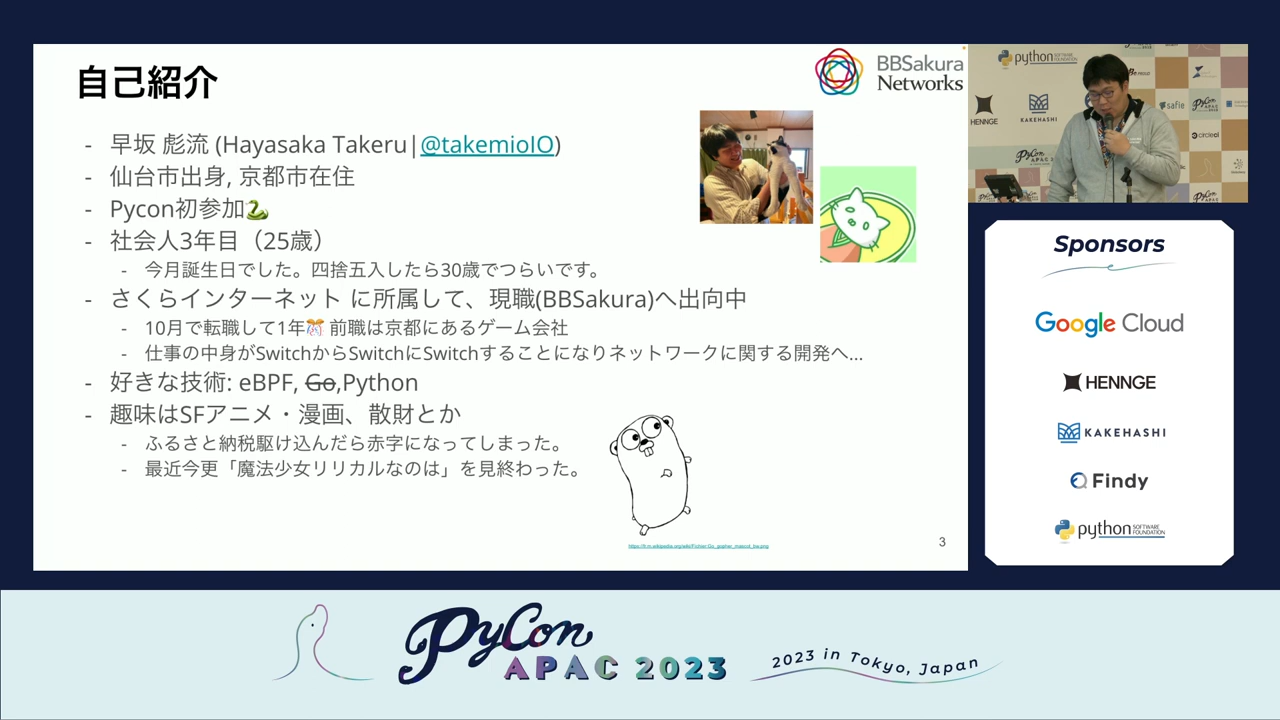 自己紹介
BBSakura
Networks
- 早坂 彪流 (Hayasaka Takeru|@takemioIO)
- 仙台市出身, 京都市在住
- Pycon初参加🐍
- 社会人3年目（25歳）
- 今月誕生日でした。四捨五入したら30歳でつらいです。
- さくらインターネット に所属して、現職(BBSakura)へ出向中
- 10月で転職して1年🎊 前職は京都にあるゲーム会社
- 仕事の中身がSwitchからSwitchにSwitchすることになりネットワークに関する開発へ...
- 好きな技術: eBPF, Go,Python
- 趣味はSFアニメ・漫画、散財とか
- ふるさと納税駆け込んだら赤字になってしまった。
- 最近今更「魔法少女リリカルなのは」を見終わった。
3
python
HENNGE
KAKEHASHI
safie
circleci
Sponsors
Google Cloud
HENNGE
KAKEHASHI
Findy
python SOFTWARE FOUNDATION
PyCon
APAC 2023
2023 in Tokyo, Japan